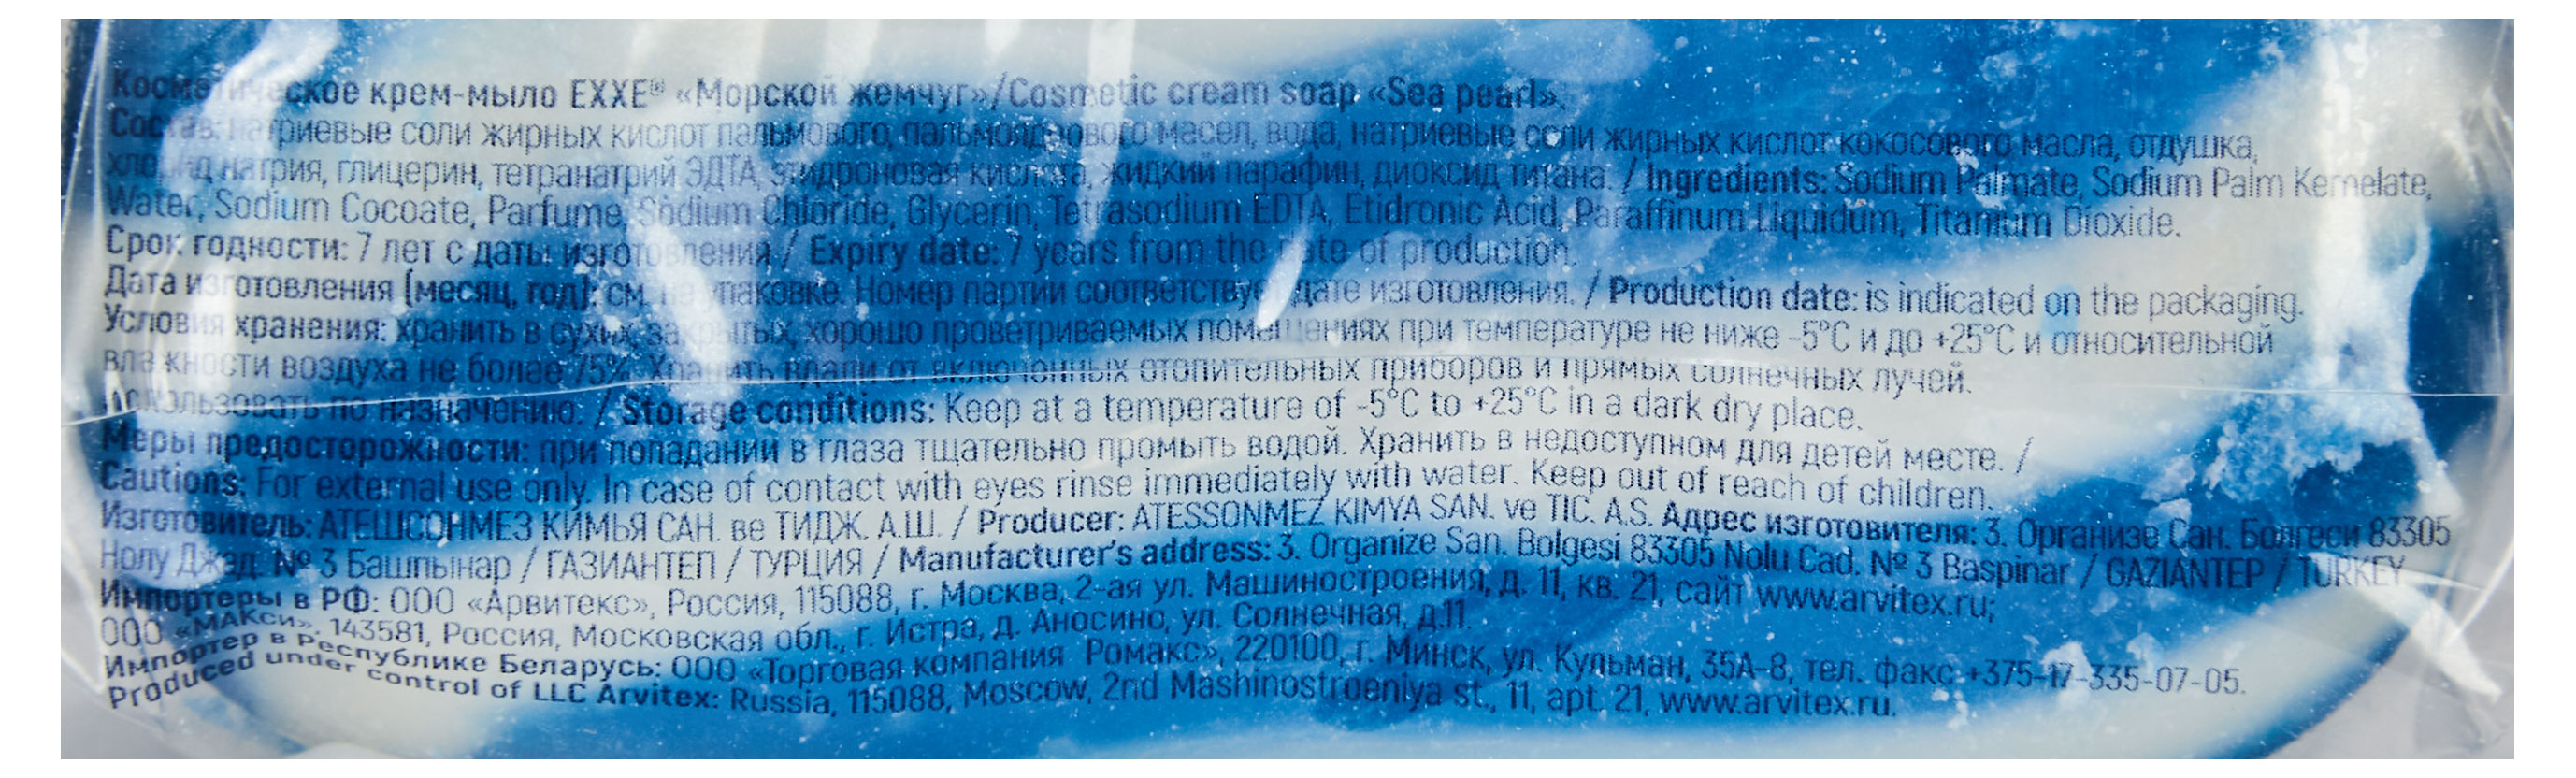 Косметическое крем-мыло EXXE® «Морской жемчуг»/Cosmetic cream soap «Sea pearl».
Состав: натриевые соли жирных кислот пальмового, пальмоядрового масел, вода, натриевые соли жирных кислот кокосового масла, отдушка,
хлорид натрия, глицерин, тетранатрий ЭДТА, этидроновая кислота, жидкий парафин, диоксид титана. / Ingredients: Sodium Palmate, Sodium Palm Kernelate,
Water, Sodium Cocoate, Parfume, Sodium Chloride, Glycerin, Tetrasodium EDTA, Etidronic Acid, Paraffinum Liquidum, Titanium Dioxide.
Срок годности: 7 лет с даты изготовления / Expiry date: 7 years from the date of production.
Дата изготовления (месяц, год): см. на упаковке. Номер партии соответствует дате изготовления. / Production date: is indicated on the packaging.
Условия хранения: хранить в сухих, закрытых, хорошо проветриваемых помещениях при температуре не ниже -5°C и до +25°C и относительной
влажности воздуха не более 75%. Хранить вдали от включенных отопительных приборов и прямых солнечных лучей.
Использовать по назначению. / Storage conditions: Keep at a temperature of -5°C to +25°C in a dark dry place.
Меры предосторожности: при попадании в глаза тщательно промыть водой. Хранить в недоступном для детей месте. /
Cautions: For external use only. In case of contact with eyes rinse immediately with water. Keep out of reach of children.
Изготовитель: АТЕШСОНМЕЗ КИМЬЯ САН. ве ТИДЖ. А.Ш. / Producer: ATESSONMEZ KIMYA SAN. ve TIC. A.S. Адрес изготовителя: 3. Организе Сан. Болгеси 83305
Нолу Джад. № 3 Башпынар / ГАЗИАНТЕП / ТУРЦИЯ / Manufacturer's address: 3. Organize San. Bolgesi 83305 Nolu Cad. № 3 Baspinar / GAZIANTEP / TURKEY
Импортеры в РФ: ООО «Арвитекс», Россия, 115088, г. Москва, 2-ая ул. Машиностроения, д. 11, кв. 21, сайт www.arvitex.ru;
ООО «МАКси», 143581, Россия, Московская обл., г. Истра, д. Аносино, ул. Солнечная, д.11.
Импортер в Республике Беларусь: ООО «Торговая компания Ромакс», 220100, г. Минск, ул. Кульман, 35А-8, тел. факс +375-17-335-07-05.
Produced under control of LLC Arvitex: Russia, 115088, Moscow, 2nd Mashinostroeniya st., 11, apt. 21, www.arvitex.ru.